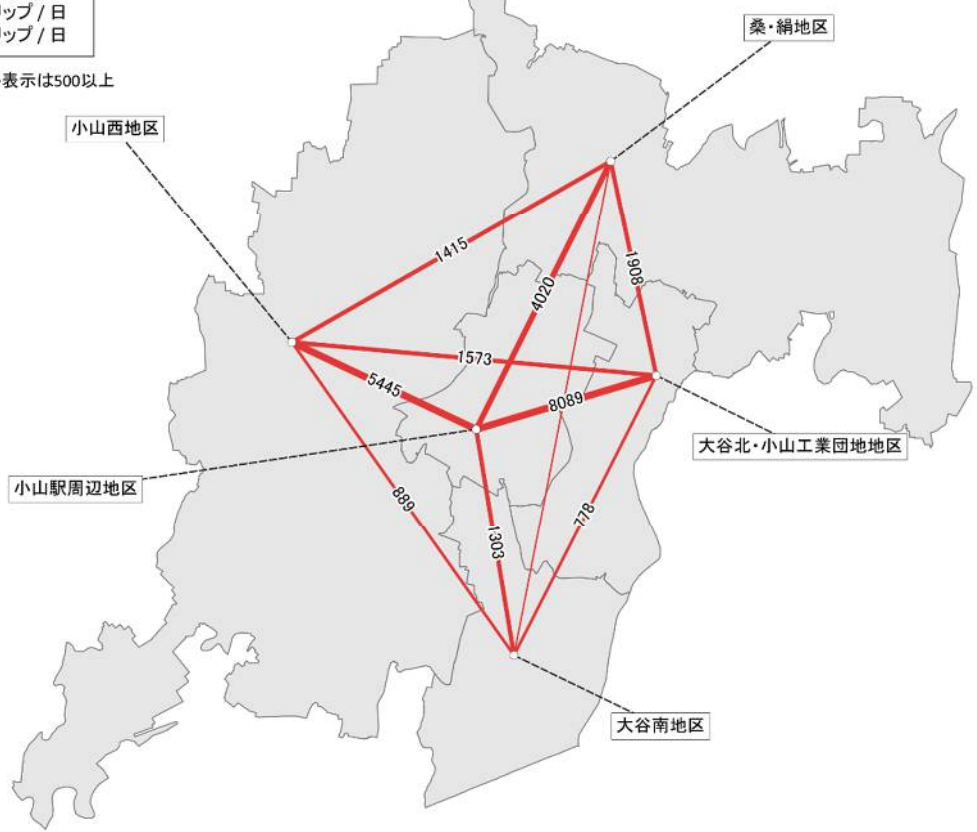 リップ / 日
リップ / 日
表示は500以上
桑・絹地区
小山西地区
1415
4020
1908
1573
5445
8089
大谷北・小山工業団地地区
小山駅周辺地区
889
1303
778
大谷南地区